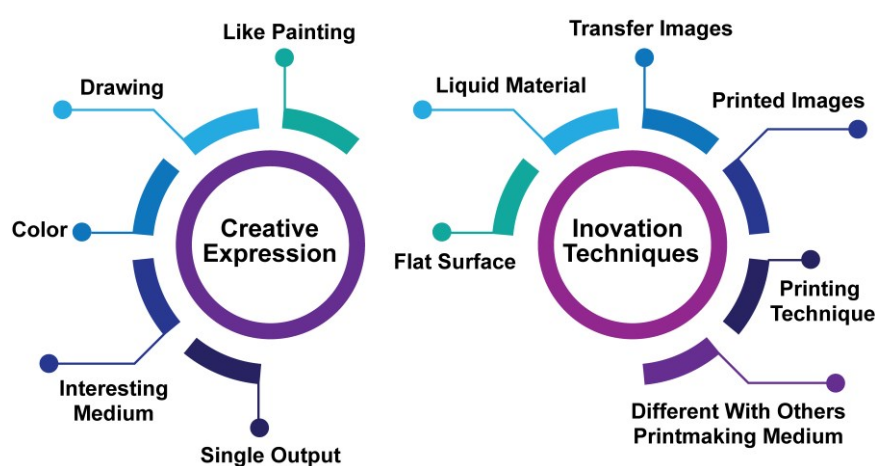 Like Painting
Drawing
Color
Creative
Expression
Interesting
Medium
Single Output
Transfer Images
Liquid Material
Printed Images
Flat Surface
Inovation
Techniques
Printing
Technique
Different With Others
Printmaking Medium